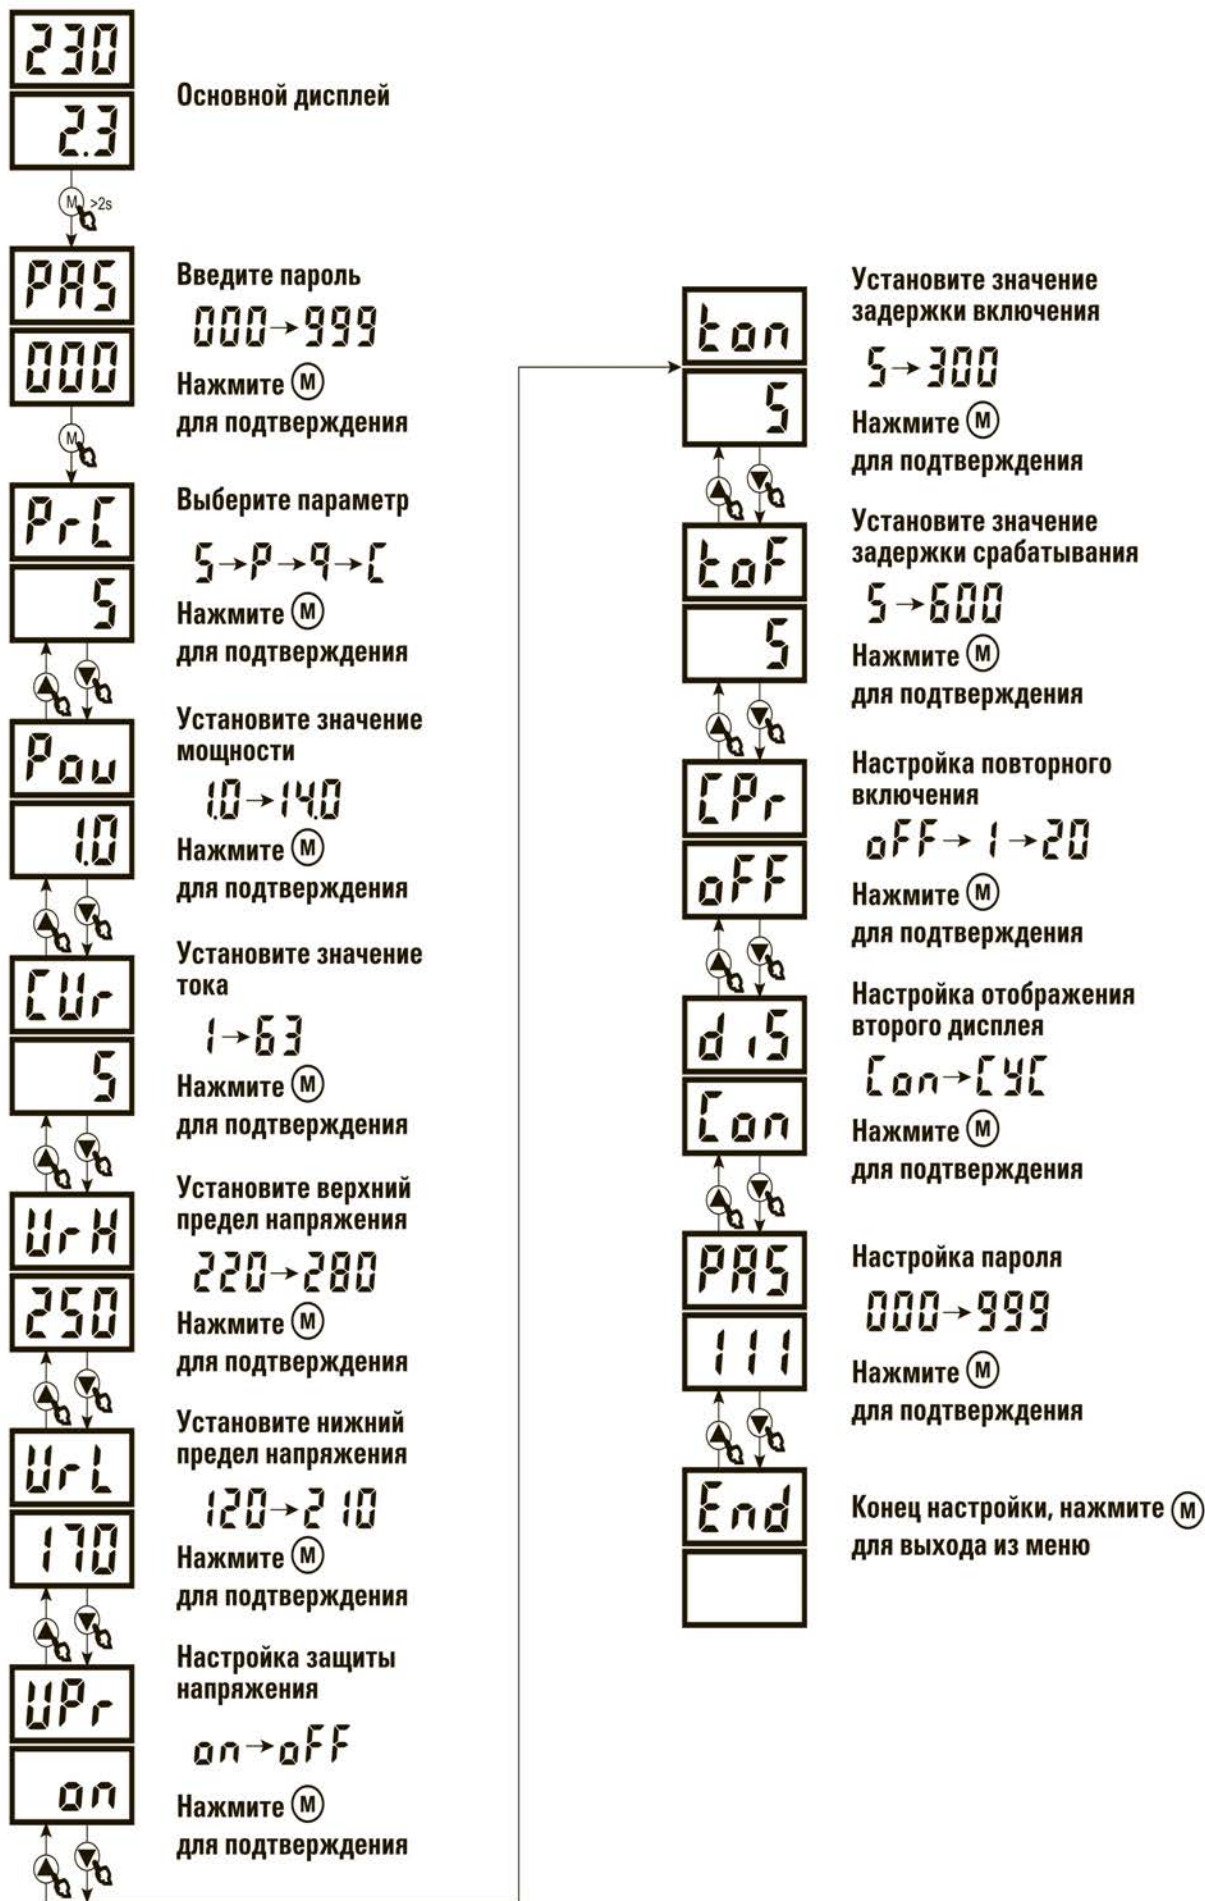 230
2.3
Основной дисплей
M >2s
PAS
000
Введите пароль
000→999
Нажмите M
для подтверждения
M
PrC
S
Выберите параметр
S→P→q→C
Нажмите M
для подтверждения
Pou
1.0
Установите значение
мощности
1.0→14.0
Нажмите M
для подтверждения
CUr
5
Установите значение
тока
1→63
Нажмите M
для подтверждения
UrH
250
Установите верхний
предел напряжения
220→280
Нажмите M
для подтверждения
UrL
170
Установите нижний
предел напряжения
120→210
Нажмите M
для подтверждения
UPr
on
Настройка защиты
напряжения
on→oFF
Нажмите M
для подтверждения
ton
5
Установите значение
задержки включения
5→300
Нажмите M
для подтверждения
toF
5
Установите значение
задержки срабатывания
5→600
Нажмите M
для подтверждения
CPr
oFF
Настройка повторного
включения
oFF→1→20
Нажмите M
для подтверждения
diS
Con
Настройка отображения
второго дисплея
Con→CYC
Нажмите M
для подтверждения
PAS
111
Настройка пароля
000→999
Нажмите M
для подтверждения
End
Конец настройки, нажмите M
для выхода из меню